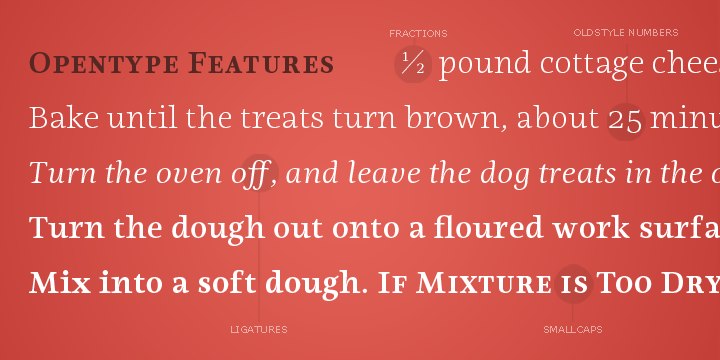 FRACTIONS
OLDSTYLE NUMBERS
OPENTYPE FEATURES
½ pound cottage chee
Bake until the treats turn brown, about 25 minu
Turn the oven off, and leave the dog treats in the
Turn the dough out onto a floured work surfa
Mix into a soft dough. IF MIXTURE IS TOO DRY
LIGATURES
SMALLCAPS